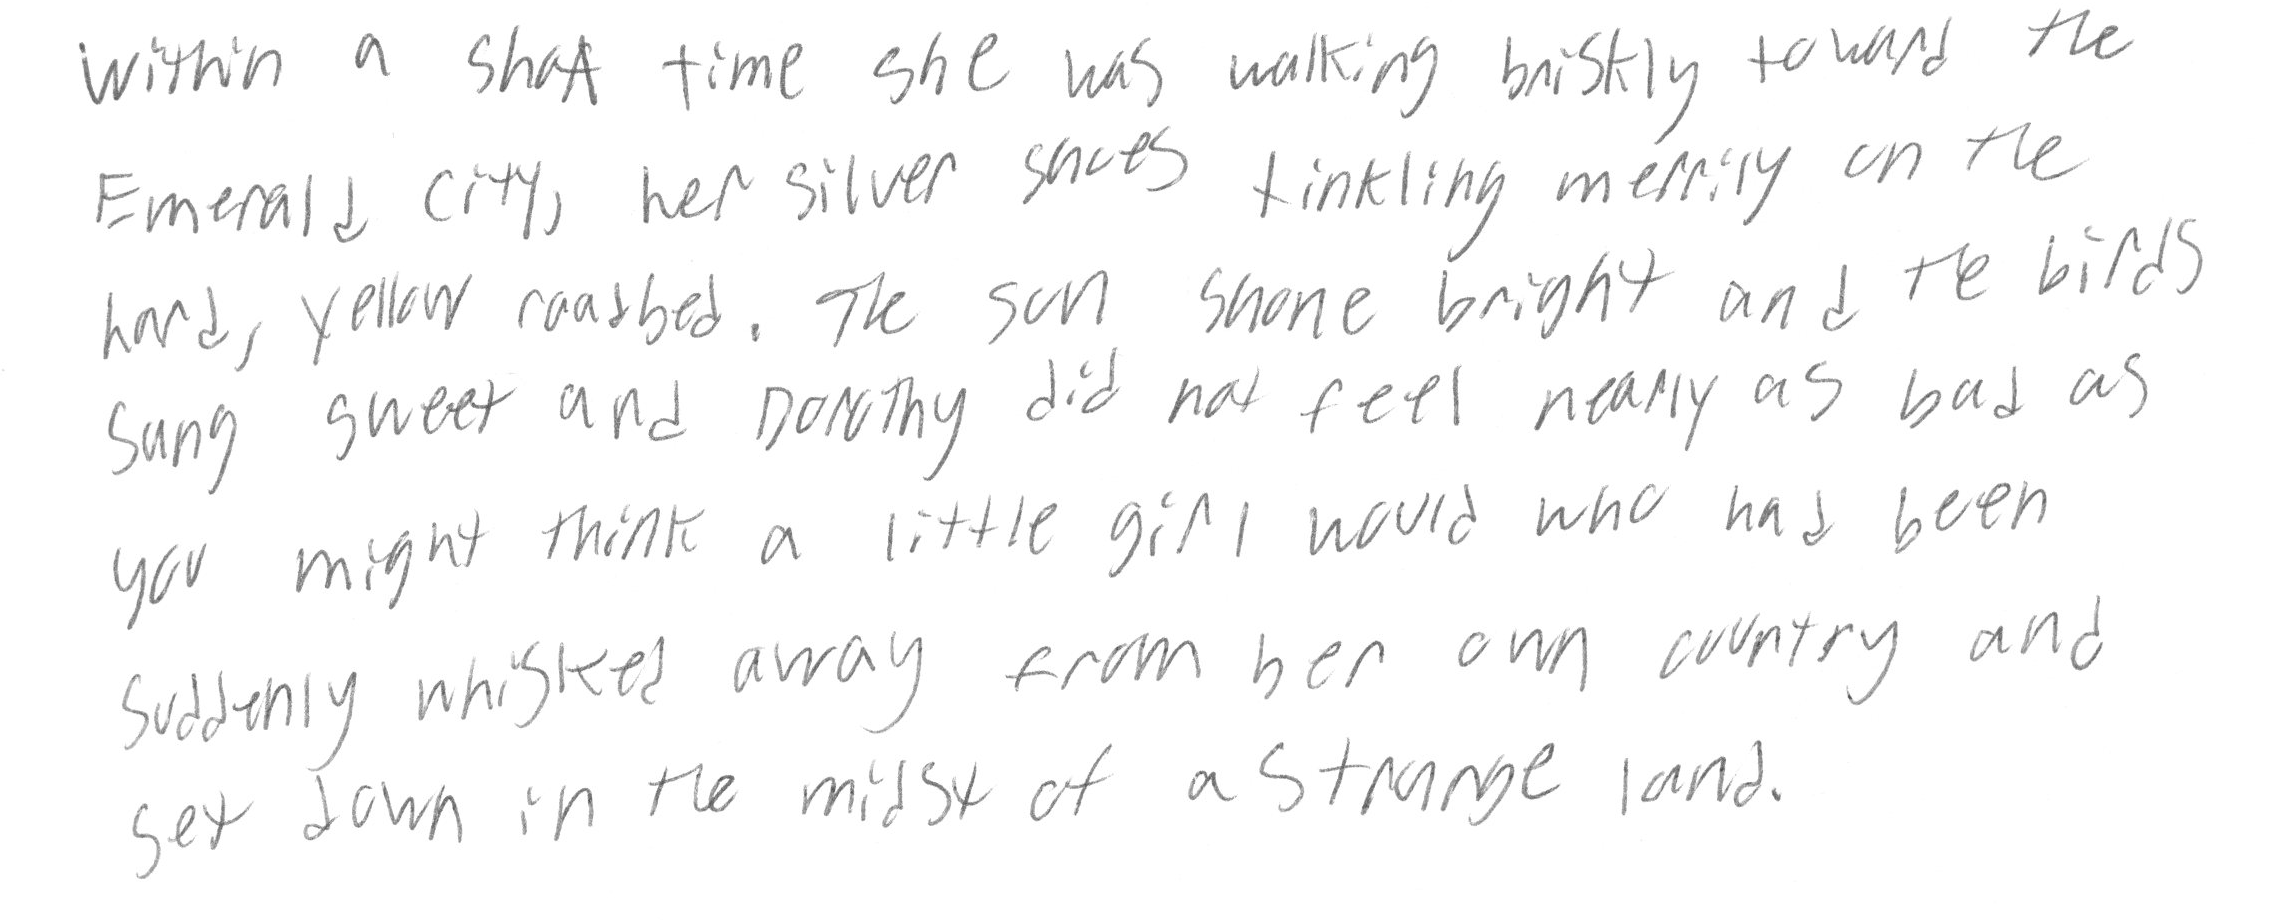 Within a short time she was walking briskly toward the
Emerald City, her silver shoes tinkling merrily on the
hard, yellow roadbed. The sun shone bright and the birds
sang sweet and Dorothy did not feel nearly as bad as
you might think a little girl would who had been
suddenly whisked away from her own country and
set down in the midst of a strange land.